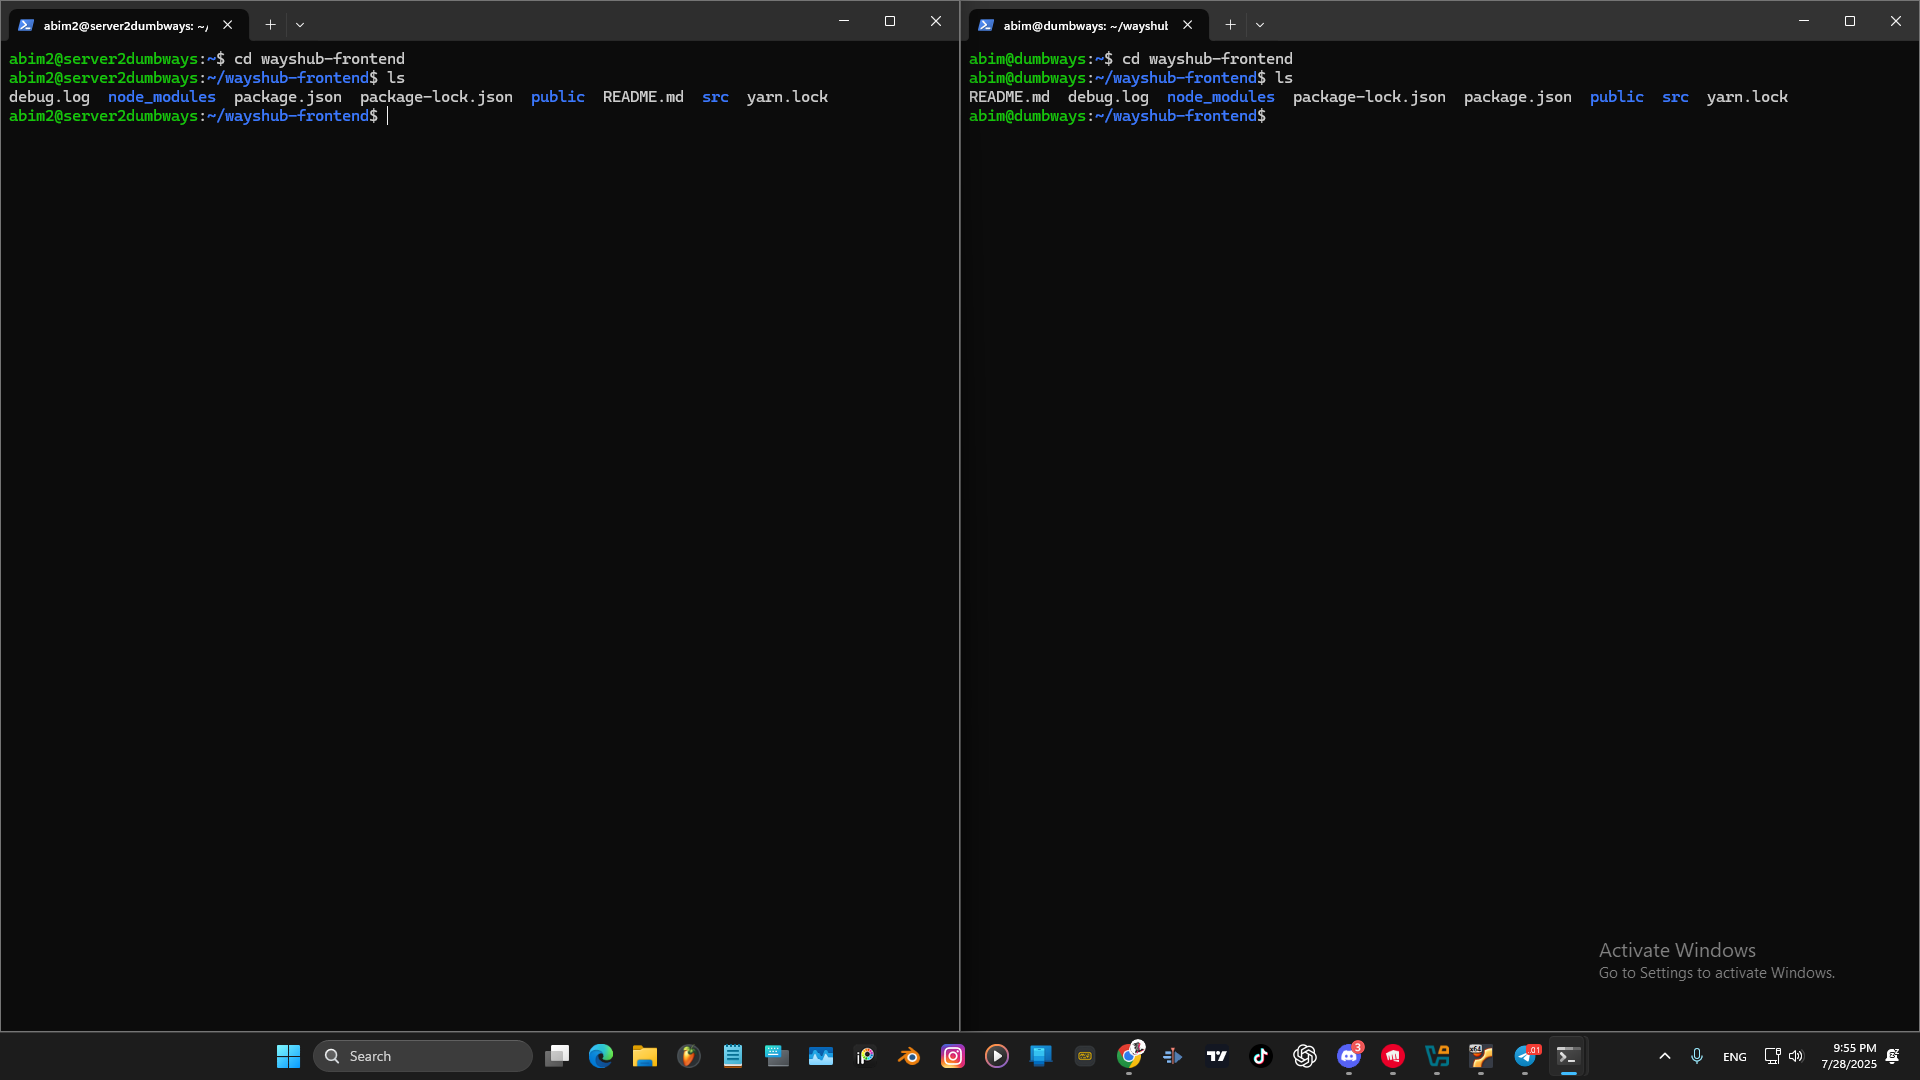 abim2@server2dumbways: ~/
abim2@server2dumbways:~$ cd wayshub-frontend
abim2@server2dumbways:~/wayshub-frontend$ ls
debug.log  node_modules  package.json  package-lock.json  public  README.md  src  yarn.lock
abim2@server2dumbways:~/wayshub-frontend$
abim@dumbways: ~/wayshub
abim@dumbways:~$ cd wayshub-frontend
abim@dumbways:~/wayshub-frontend$ ls
README.md  debug.log  node_modules  package-lock.json  package.json  public  src  yarn.lock
abim@dumbways:~/wayshub-frontend$
Activate Windows
Go to Settings to activate Windows.
Search
3
ENG
9:55 PM
7/28/2025